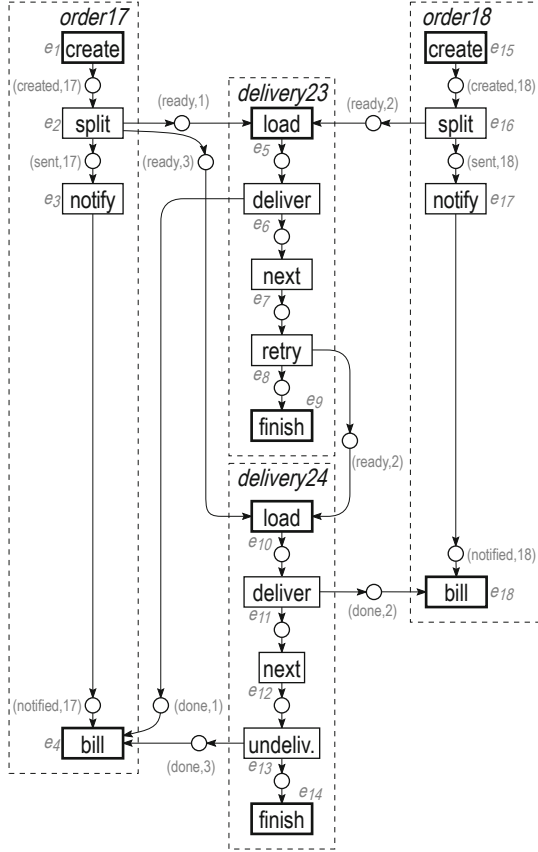 order17
order18
e1 create
create e15
(created,17)
(created,18)
delivery23
(ready,1)
(ready,2)
e2 split
load
split e16
e5
(sent,17)
(ready,3)
(sent,18)
e3 notify
deliver
notify e17
e6
next
e7
retry
e8
e9
finish
(ready,2)
delivery24
load
e10
(notified,18)
deliver
bill e18
e11
(done,2)
next
e12
(notified,17)
(done,1)
e4 bill
undeliv.
(done,3)
e13
e14
finish